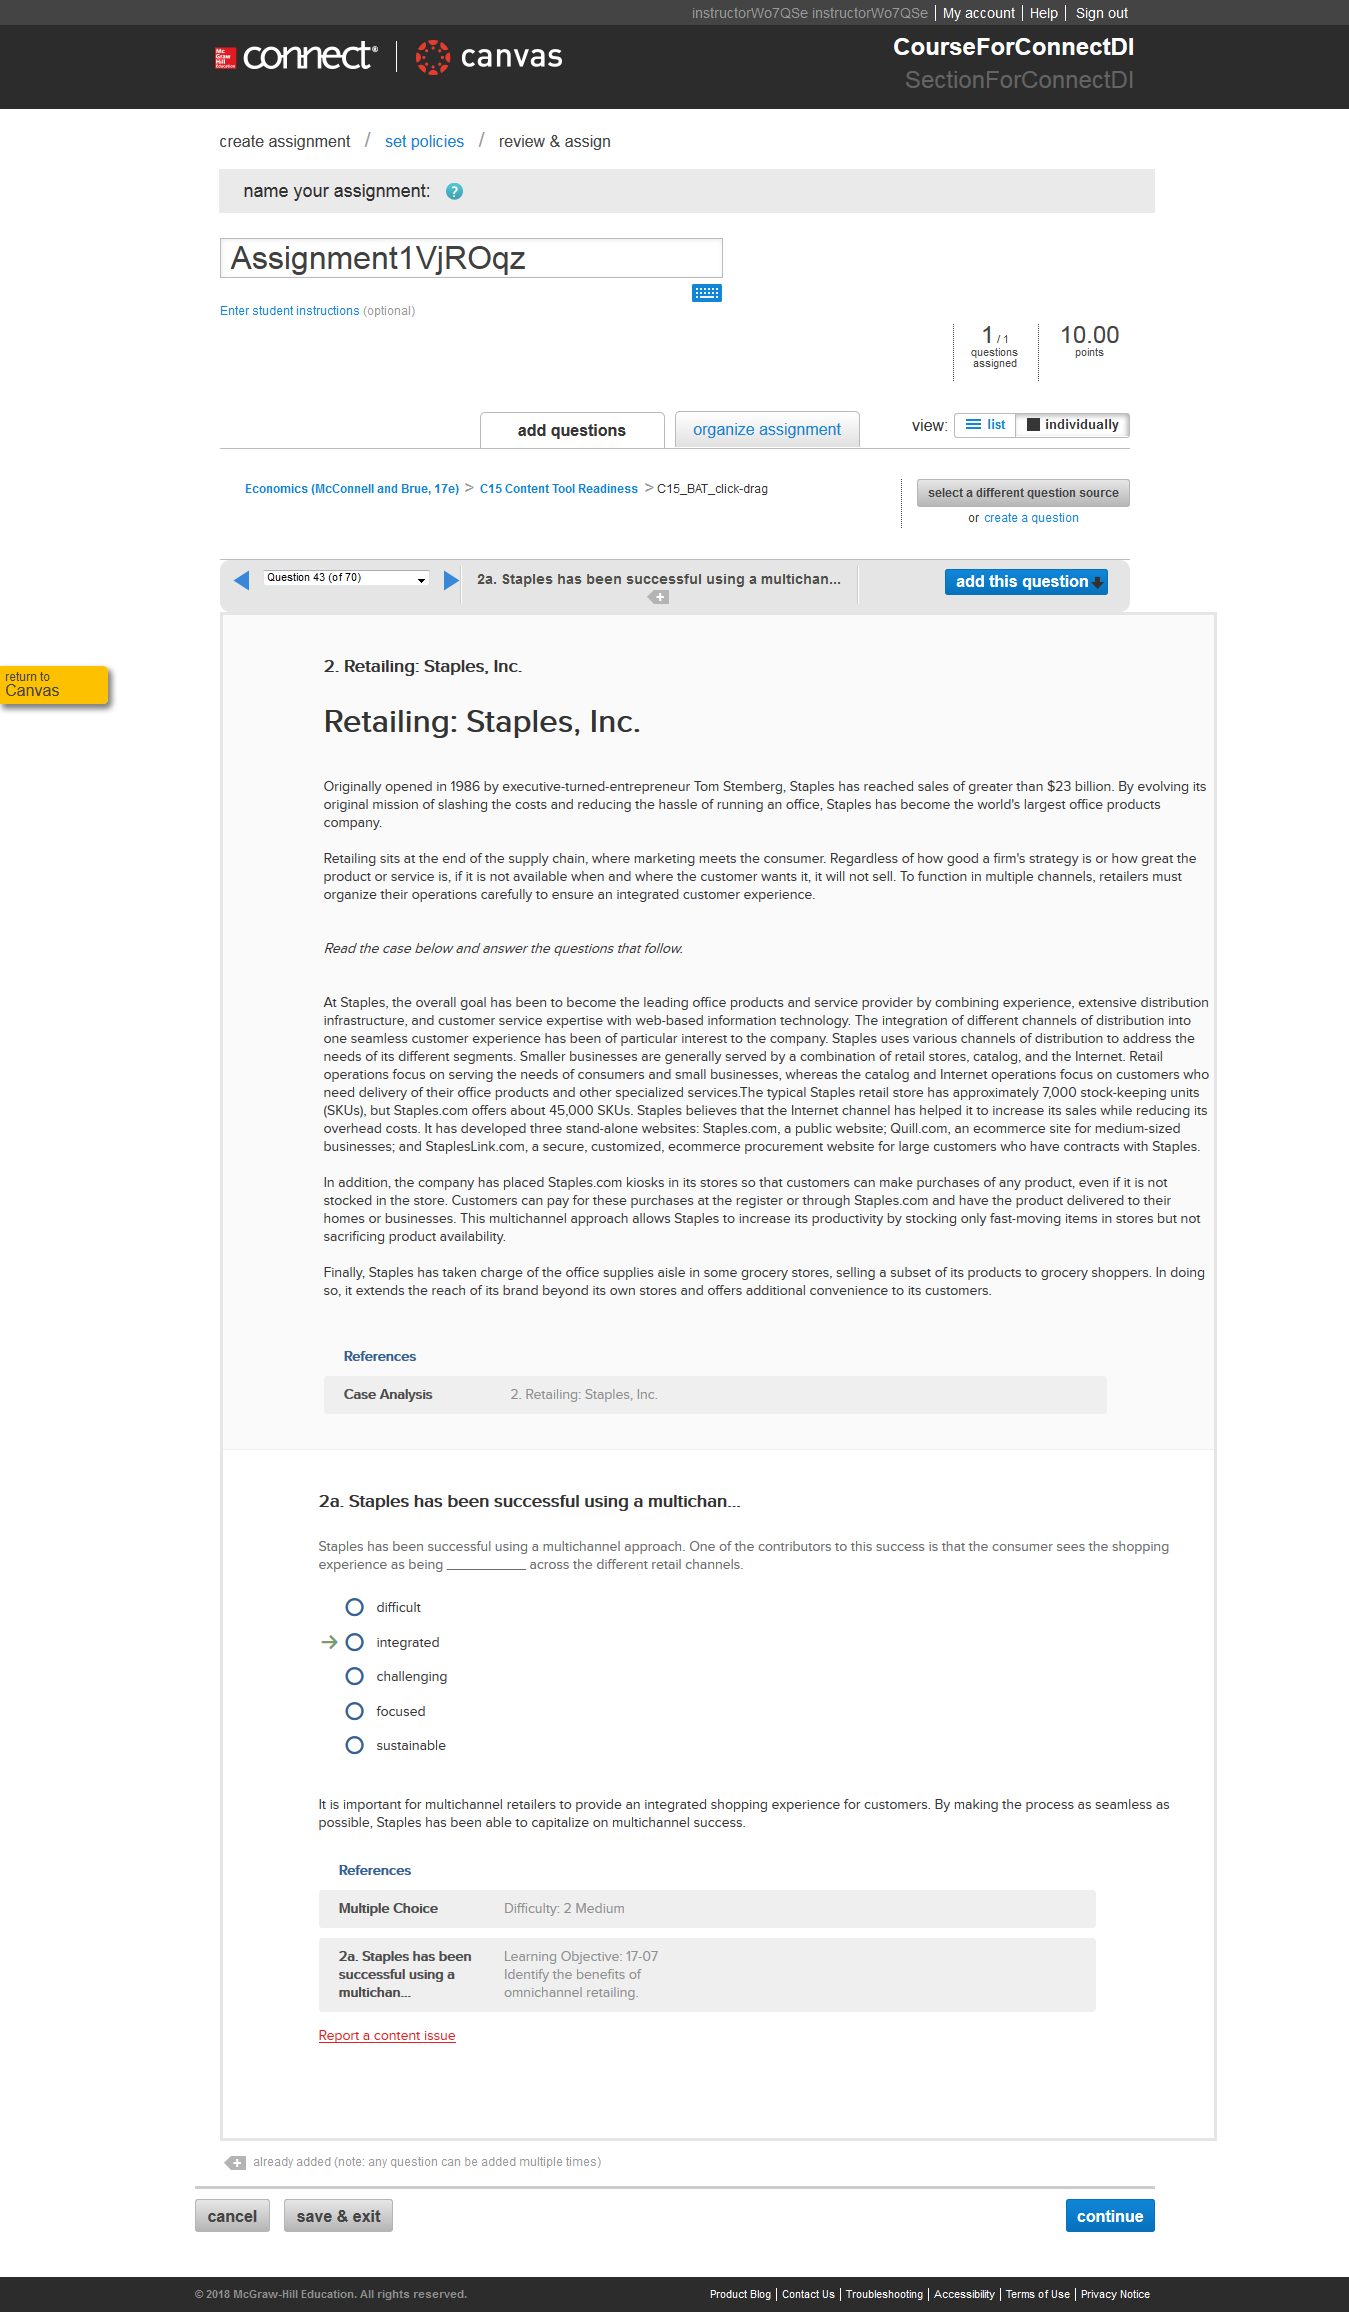 instructorWo7QSe instructorWo7QSe My account Help Sign out
Mc Graw Hill Education connect® canvas CourseForConnectDI
SectionForConnectDI
create assignment / set policies / review & assign
name your assignment: ?
Assignment1VjROqz
Enter student instructions (optional)
1 / 1 questions assigned
10.00 points
add questions
organize assignment
view: list individually
Economics (McConnell and Brue, 17e) > C15 Content Tool Readiness > C15_BAT_click-drag
select a different question source
or create a question
Question 43 (of 70)
2a. Staples has been successful using a multichan...
add this question
return to
Canvas
2. Retailing: Staples, Inc.
Retailing: Staples, Inc.
Originally opened in 1986 by executive-turned-entrepreneur Tom Stemberg, Staples has reached sales of greater than $23 billion. By evolving its
original mission of slashing the costs and reducing the hassle of running an office, Staples has become the world's largest office products
company.
Retailing sits at the end of the supply chain, where marketing meets the consumer. Regardless of how good a firm's strategy is or how great the
product or service is, if it is not available when and where the customer wants it, it will not sell. To function in multiple channels, retailers must
organize their operations carefully to ensure an integrated customer experience.
Read the case below and answer the questions that follow.
At Staples, the overall goal has been to become the leading office products and service provider by combining experience, extensive distribution
infrastructure, and customer service expertise with web-based information technology. The integration of different channels of distribution into
one seamless customer experience has been of particular interest to the company. Staples uses various channels of distribution to address the
needs of its different segments. Smaller businesses are generally served by a combination of retail stores, catalog, and the Internet. Retail
operations focus on serving the needs of consumers and small businesses, whereas the catalog and Internet operations focus on customers who
need delivery of their office products and other specialized services.The typical Staples retail store has approximately 7,000 stock-keeping units
(SKUs), but Staples.com offers about 45,000 SKUs. Staples believes that the Internet channel has helped it to increase its sales while reducing its
overhead costs. It has developed three stand-alone websites: Staples.com, a public website; Quill.com, an ecommerce site for medium-sized
businesses; and StaplesLink.com, a secure, customized, ecommerce procurement website for large customers who have contracts with Staples.
In addition, the company has placed Staples.com kiosks in its stores so that customers can make purchases of any product, even if it is not
stocked in the store. Customers can pay for these purchases at the register or through Staples.com and have the product delivered to their
homes or businesses. This multichannel approach allows Staples to increase its productivity by stocking only fast-moving items in stores but not
sacrificing product availability.
Finally, Staples has taken charge of the office supplies aisle in some grocery stores, selling a subset of its products to grocery shoppers. In doing
so, it extends the reach of its brand beyond its own stores and offers additional convenience to its customers.
References
Case Analysis 2. Retailing: Staples, Inc.
2a. Staples has been successful using a multichan...
Staples has been successful using a multichannel approach. One of the contributors to this success is that the consumer sees the shopping
experience as being ___________ across the different retail channels.
difficult
integrated
challenging
focused
sustainable
It is important for multichannel retailers to provide an integrated shopping experience for customers. By making the process as seamless as
possible, Staples has been able to capitalize on multichannel success.
References
Multiple Choice Difficulty: 2 Medium
2a. Staples has been Learning Objective: 17-07
successful using a Identify the benefits of
multichan... omnichannel retailing.
Report a content issue
already added (note: any question can be added multiple times)
cancel save & exit continue
© 2018 McGraw-Hill Education. All rights reserved. Product Blog Contact Us Troubleshooting Accessibility Terms of Use Privacy Notice